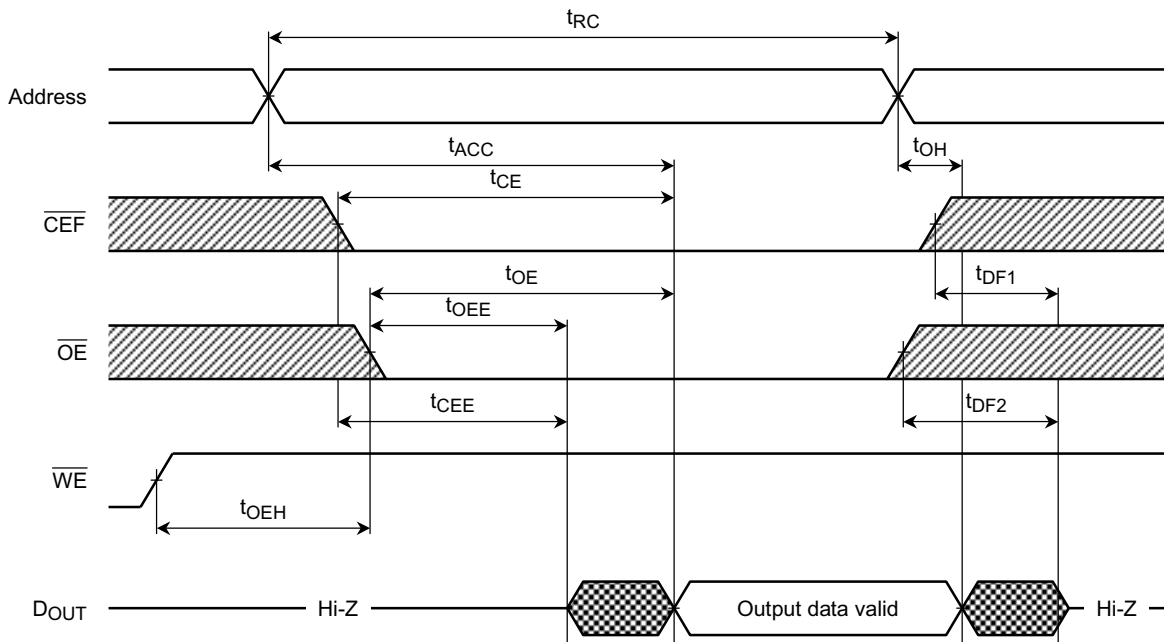 tRC
Address
tACC
tOH
tCE
CEF
tOE
tDF1
tOEE
OE
tCEE
tDF2
WE
tOEH
DOUT
Hi-Z
Output data valid
Hi-Z